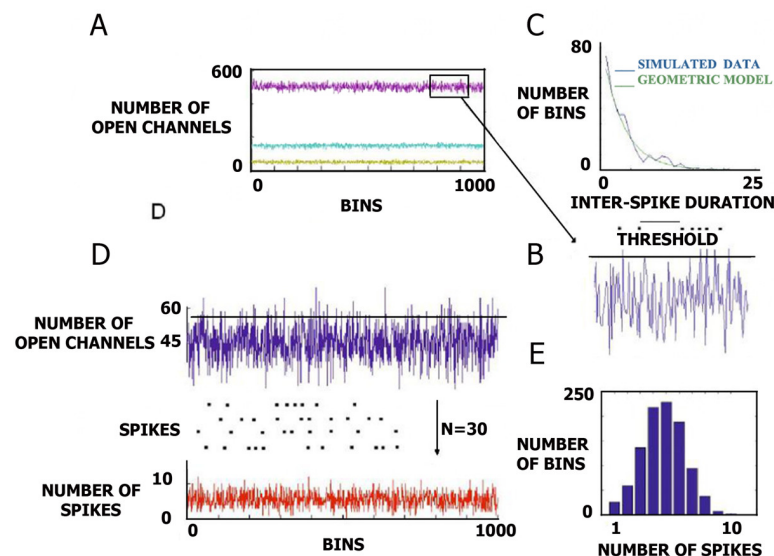 A
600
NUMBER OF
OPEN CHANNELS
0
0
1000
BINS
C
80
SIMULATED DATA
GEOMETRIC MODEL
NUMBER
OF BINS
0
0
25
INTER-SPIKE DURATION
THRESHOLD
B
D
D
60
NUMBER OF
OPEN CHANNELS
45
SPIKES
N=30
10
NUMBER OF
SPIKES
0
0
1000
BINS
E
250
NUMBER
OF BINS
0
1
10
NUMBER OF SPIKES